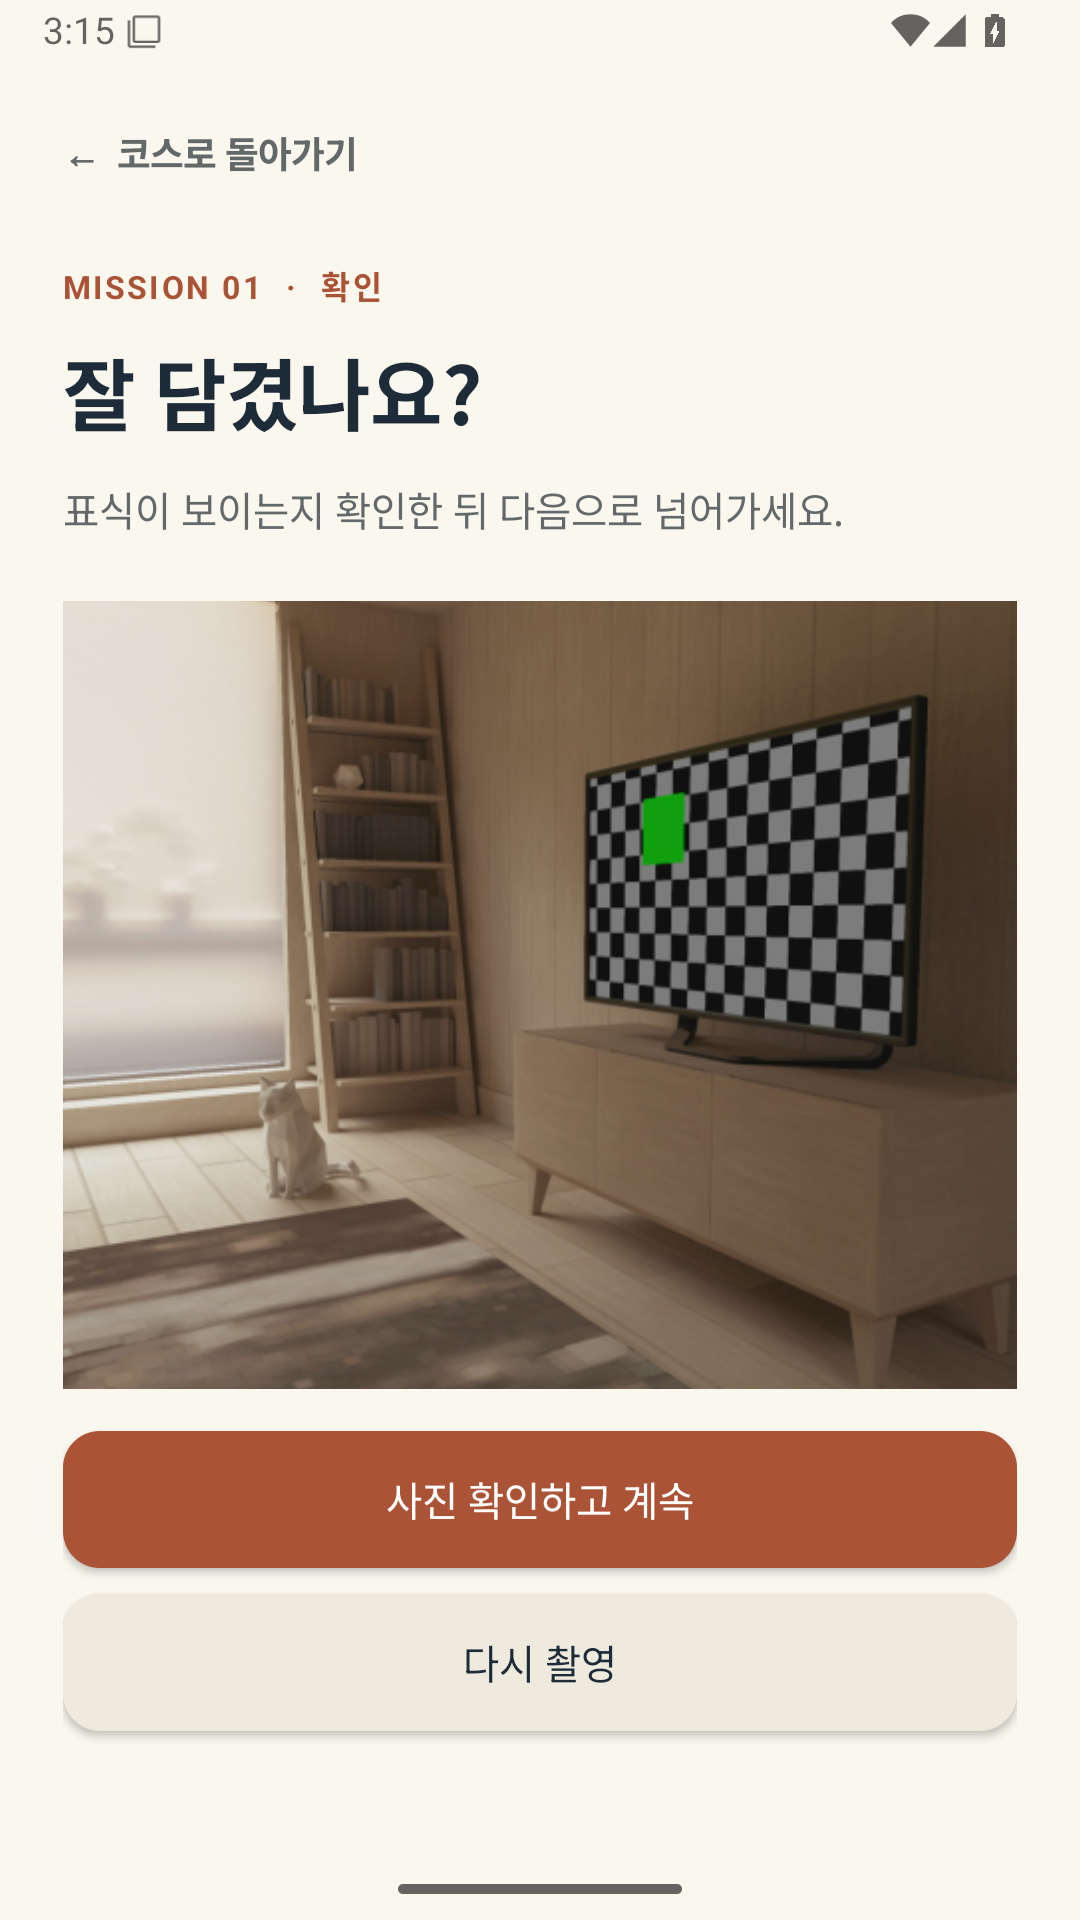 3:15
← 코스로 돌아가기
MISSION 01 · 확인
잘 담겼나요?
표식이 보이는지 확인한 뒤 다음으로 넘어가세요.
사진 확인하고 계속
다시 촬영